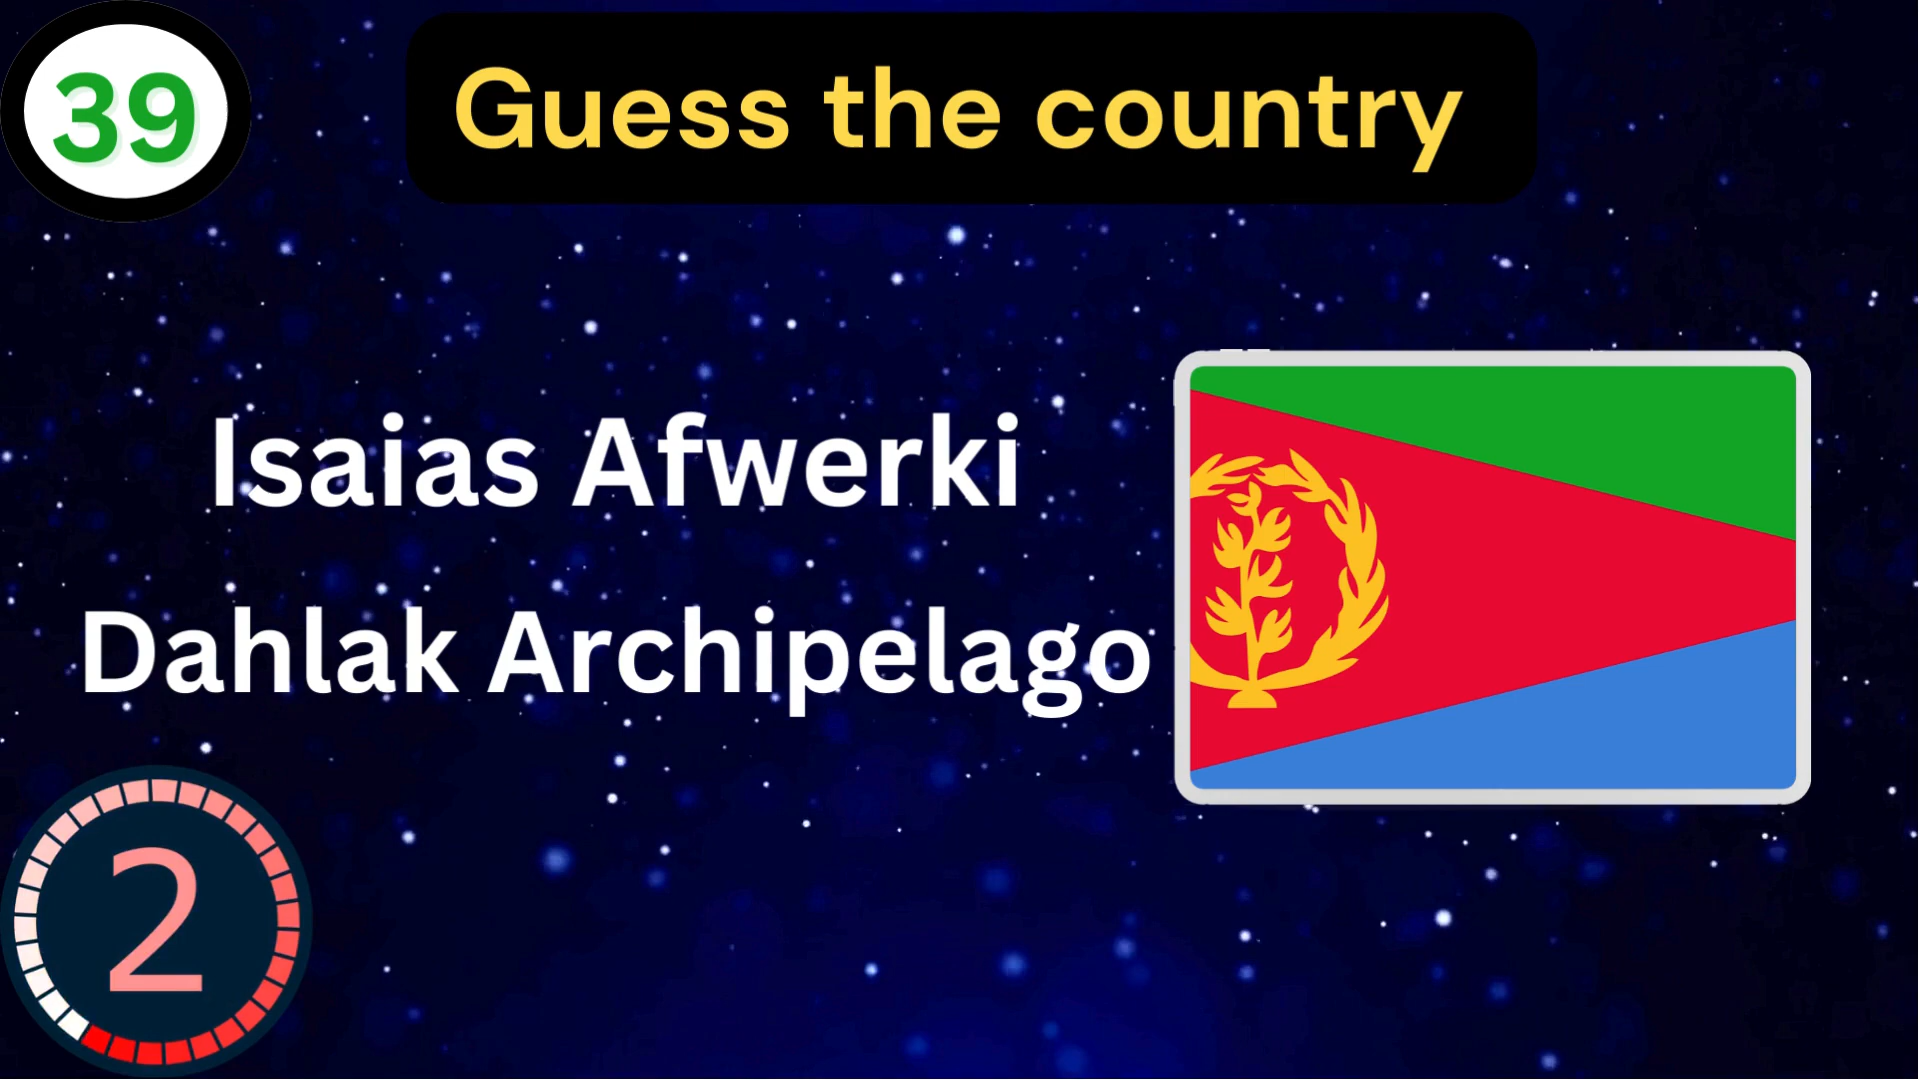 39
Guess the country
Isaias Afwerki
Dahlak Archipelago
2